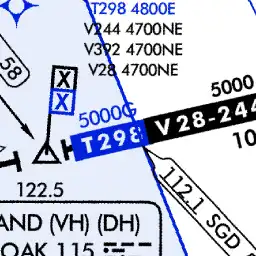 T298 4800E
V244 4700NE
V392 4700NE
V28 4700NE
58
X
X
5000G
5000
T298
V28-244
10
122.5
112.1 SGD
AND (VH) (DH)
OAK 115